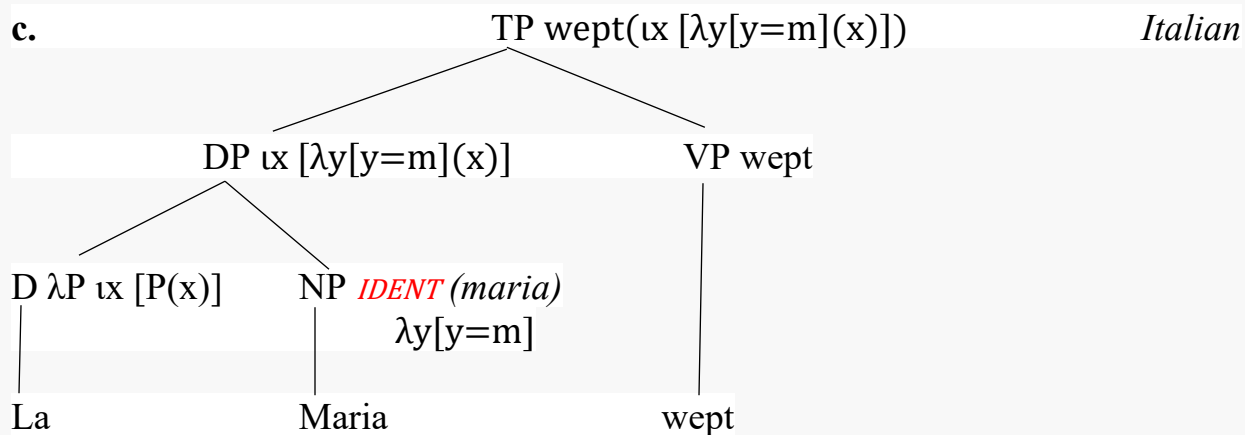 c. TP wept(ιx [λy[y=m](x)]) Italian
DP ιx [λy[y=m](x)] VP wept
D λP ιx [P(x)] NP IDENT (maria)
λy[y=m]
La Maria wept